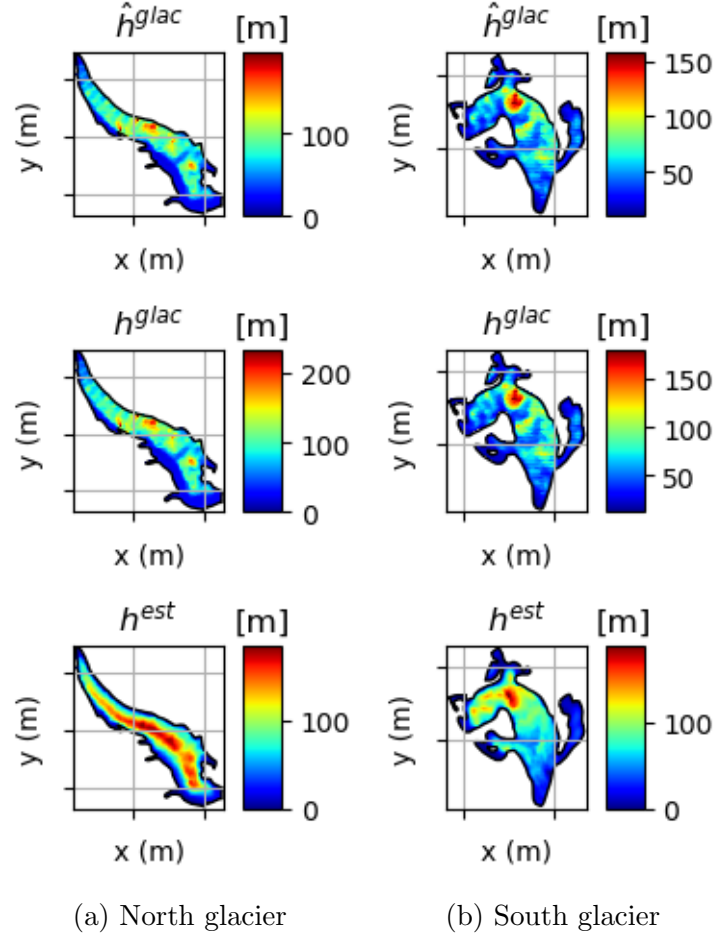 ĥ^glac [m] ĥ^glac [m]
y (m) 100 0 y (m) 150 100 50
x (m) x (m)
h^glac [m] h^glac [m]
y (m) 200 100 0 y (m) 150 100 50
x (m) x (m)
h^est [m] h^est [m]
y (m) 100 0 y (m) 100 0
x (m) x (m)
(a) North glacier (b) South glacier